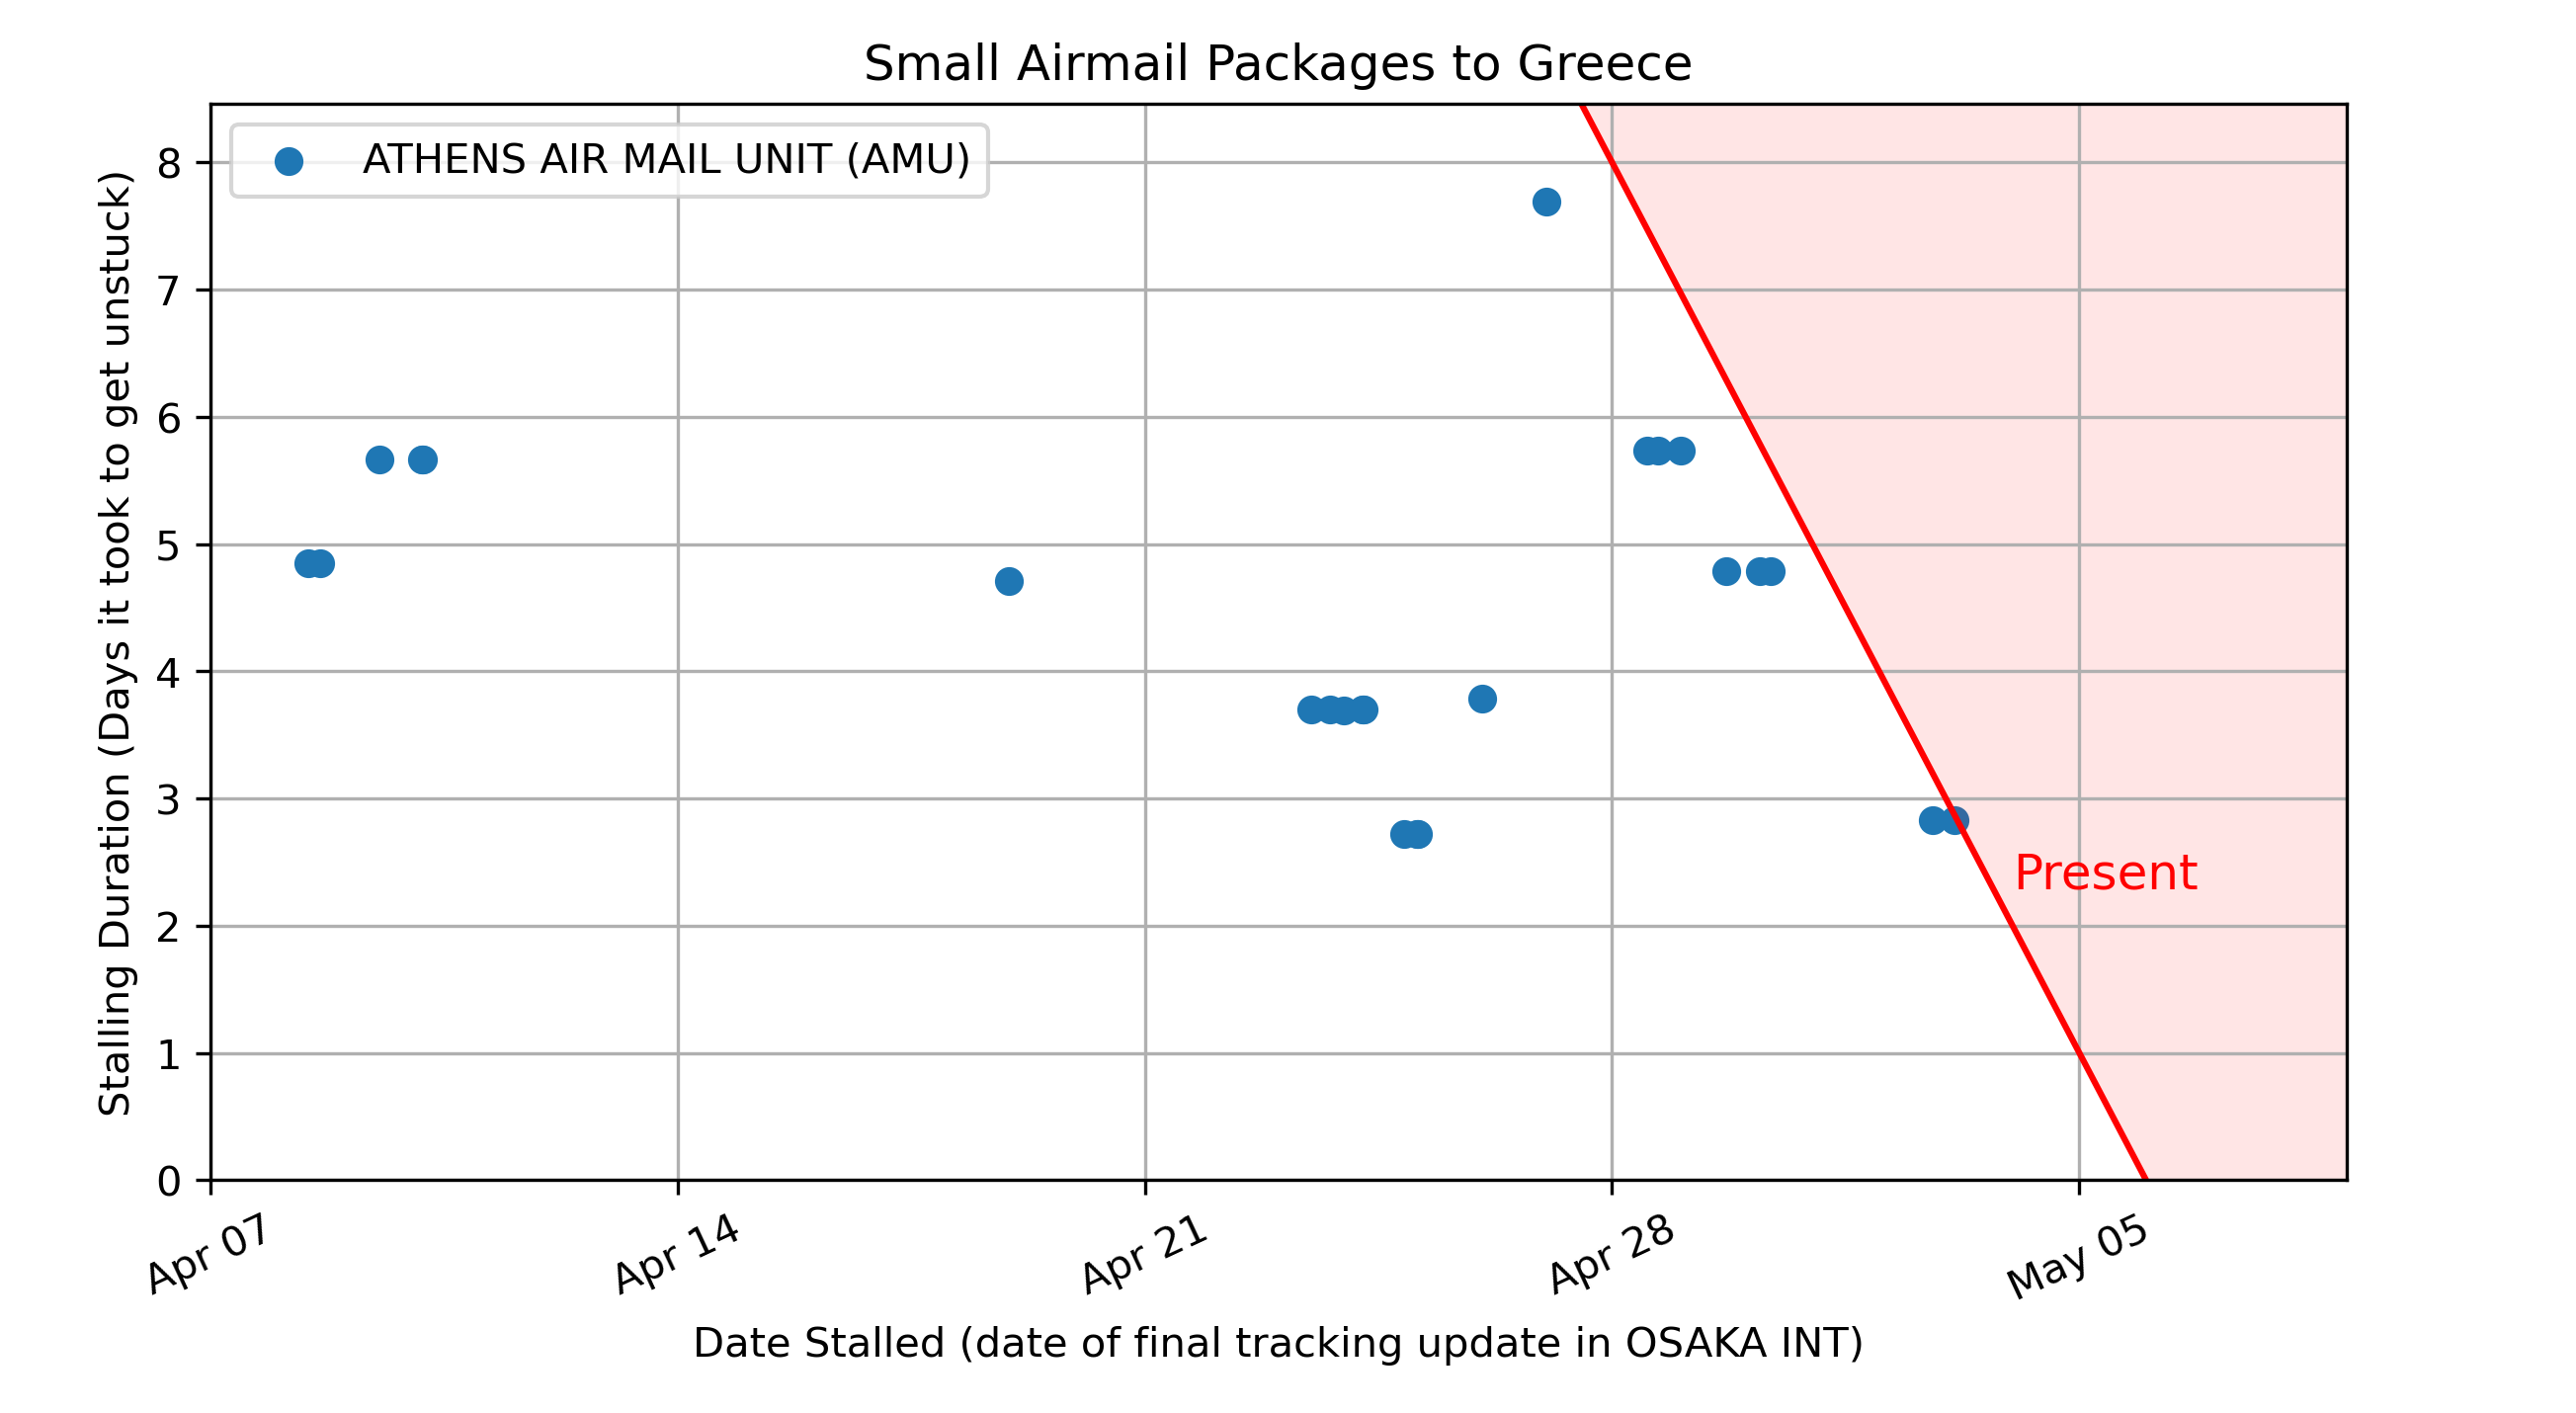 Small Airmail Packages to Greece
ATHENS AIR MAIL UNIT (AMU)
Stalling Duration (Days it took to get unstuck)
8
7
6
5
4
3
2
1
0
Present
Apr 07
Apr 14
Apr 21
Apr 28
May 05
Date Stalled (date of final tracking update in OSAKA INT)